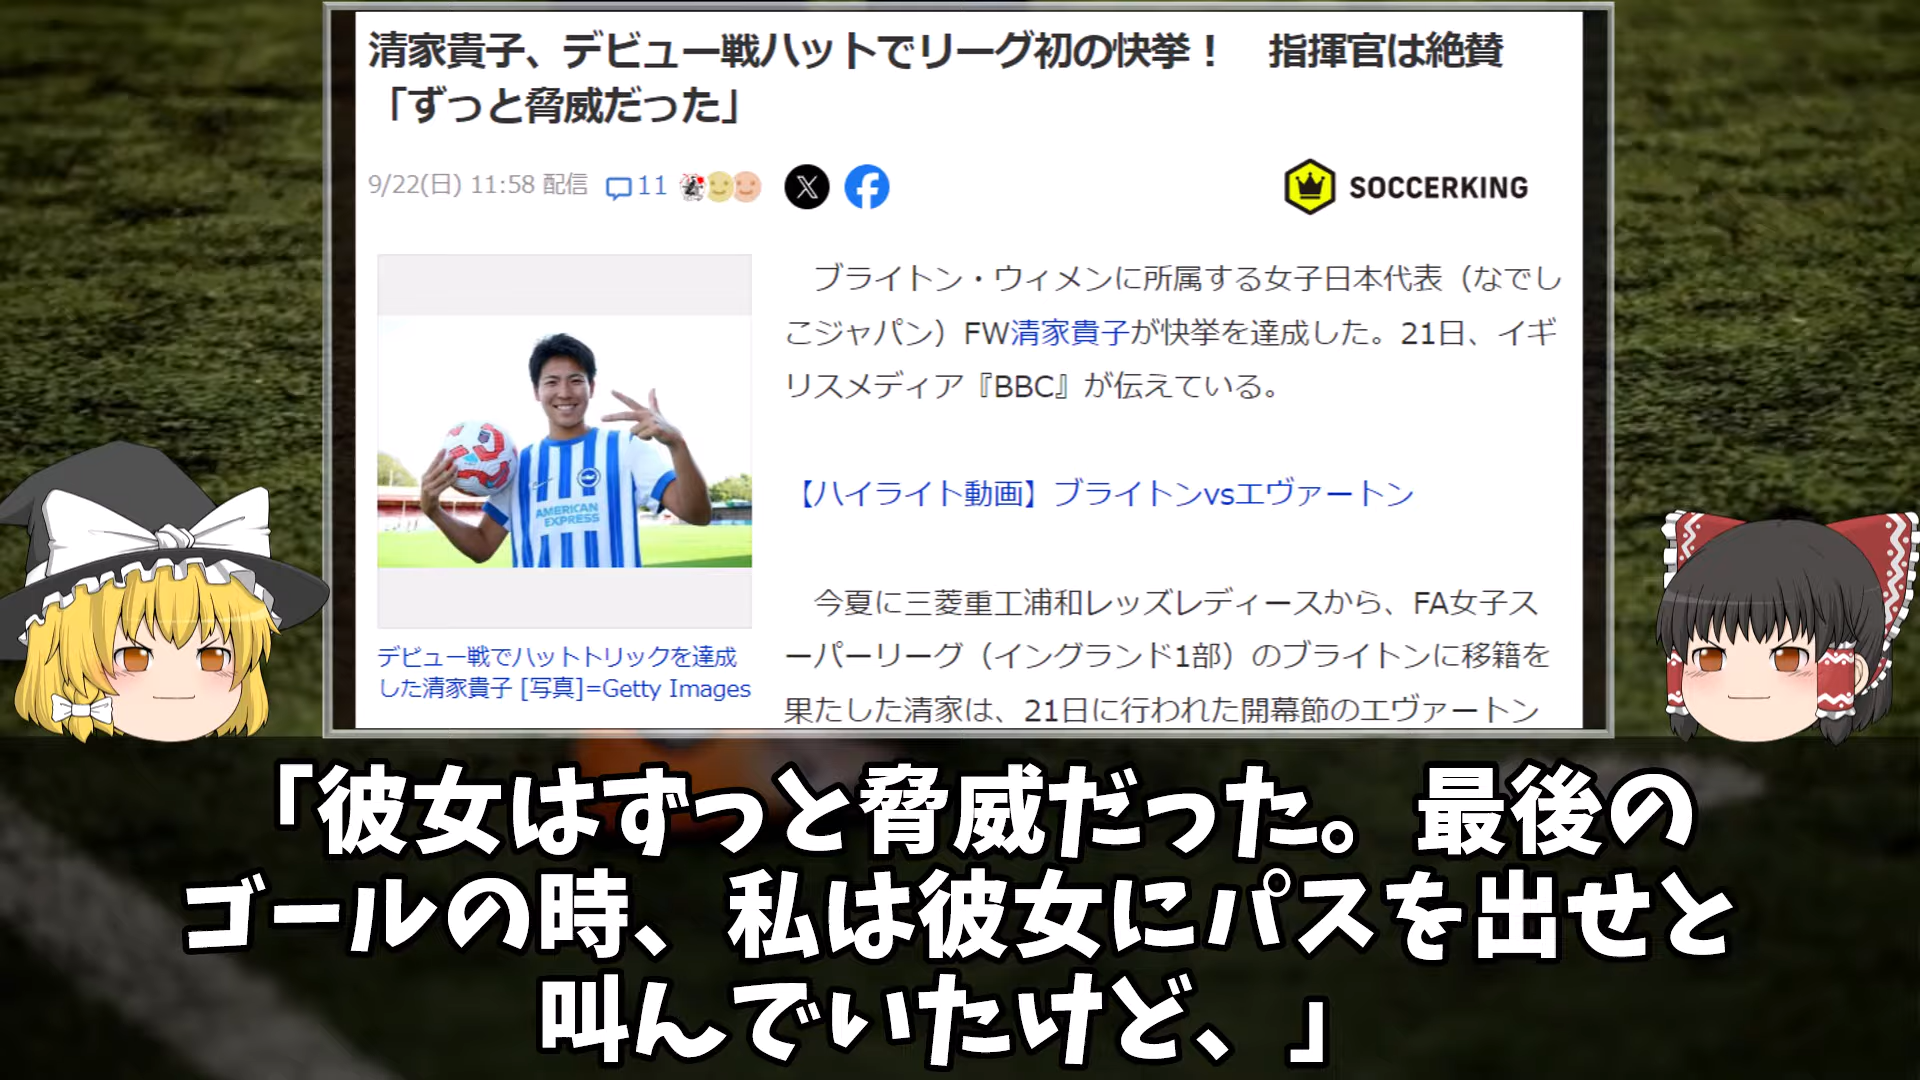 清家貴子、デビュー戦ハットでリーグ初の快挙！　指揮官は絶賛
「ずっと脅威だった」
9/22(日) 11:58 配信 11
SOCCERKING
ブライトン・ウィメンに所属する女子日本代表（なでし
こジャパン）FW清家貴子が快挙を達成した。21日、イギ
リスメディア『BBC』が伝えている。
【ハイライト動画】ブライトンvsエヴァートン
今夏に三菱重工浦和レッズレディースから、FA女子ス
ーパーリーグ（イングランド1部）のブライトンに移籍を
果たした清家は、21日に行われた開幕節のエヴァートン
AMERICAN
EXPRESS
デビュー戦でハットトリックを達成
した清家貴子 [写真]=Getty Images
「彼女はずっと脅威だった。最後の
ゴールの時、私は彼女にパスを出せと
叫んでいたけど、」